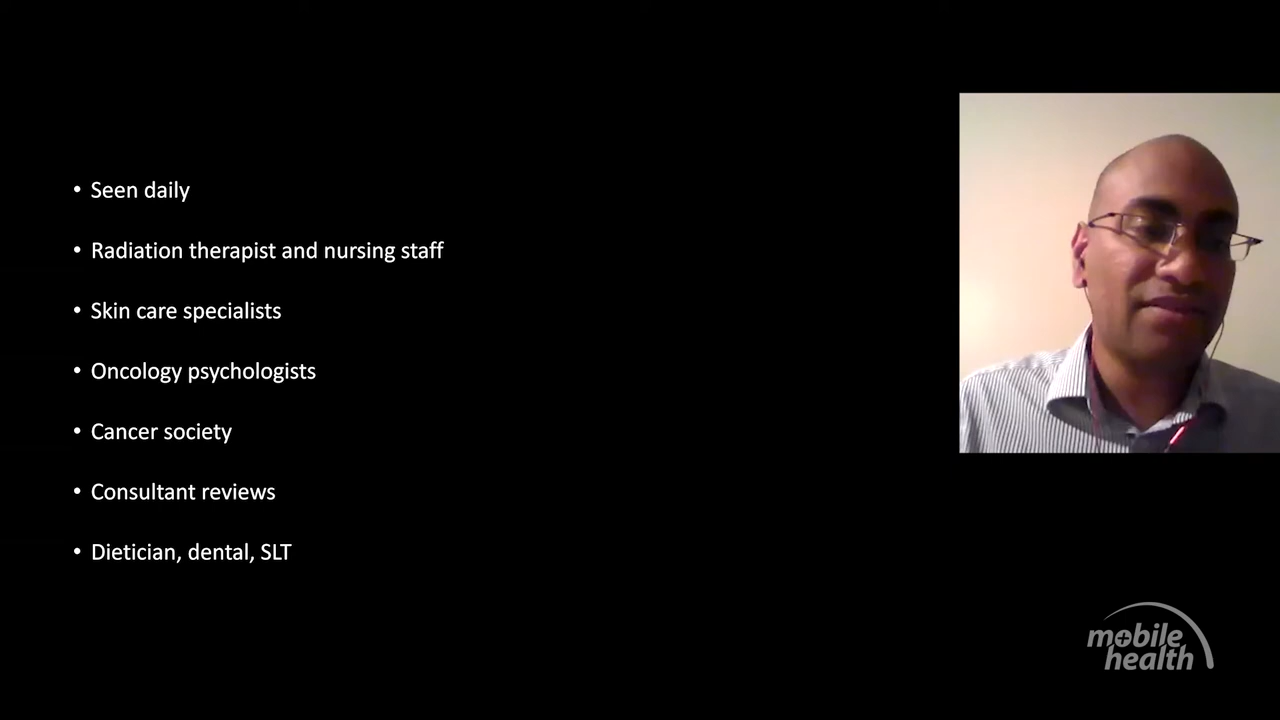 • Seen daily
• Radiation therapist and nursing staff
• Skin care specialists
• Oncology psychologists
• Cancer society
• Consultant reviews
• Dietician, dental, SLT
mobile
health